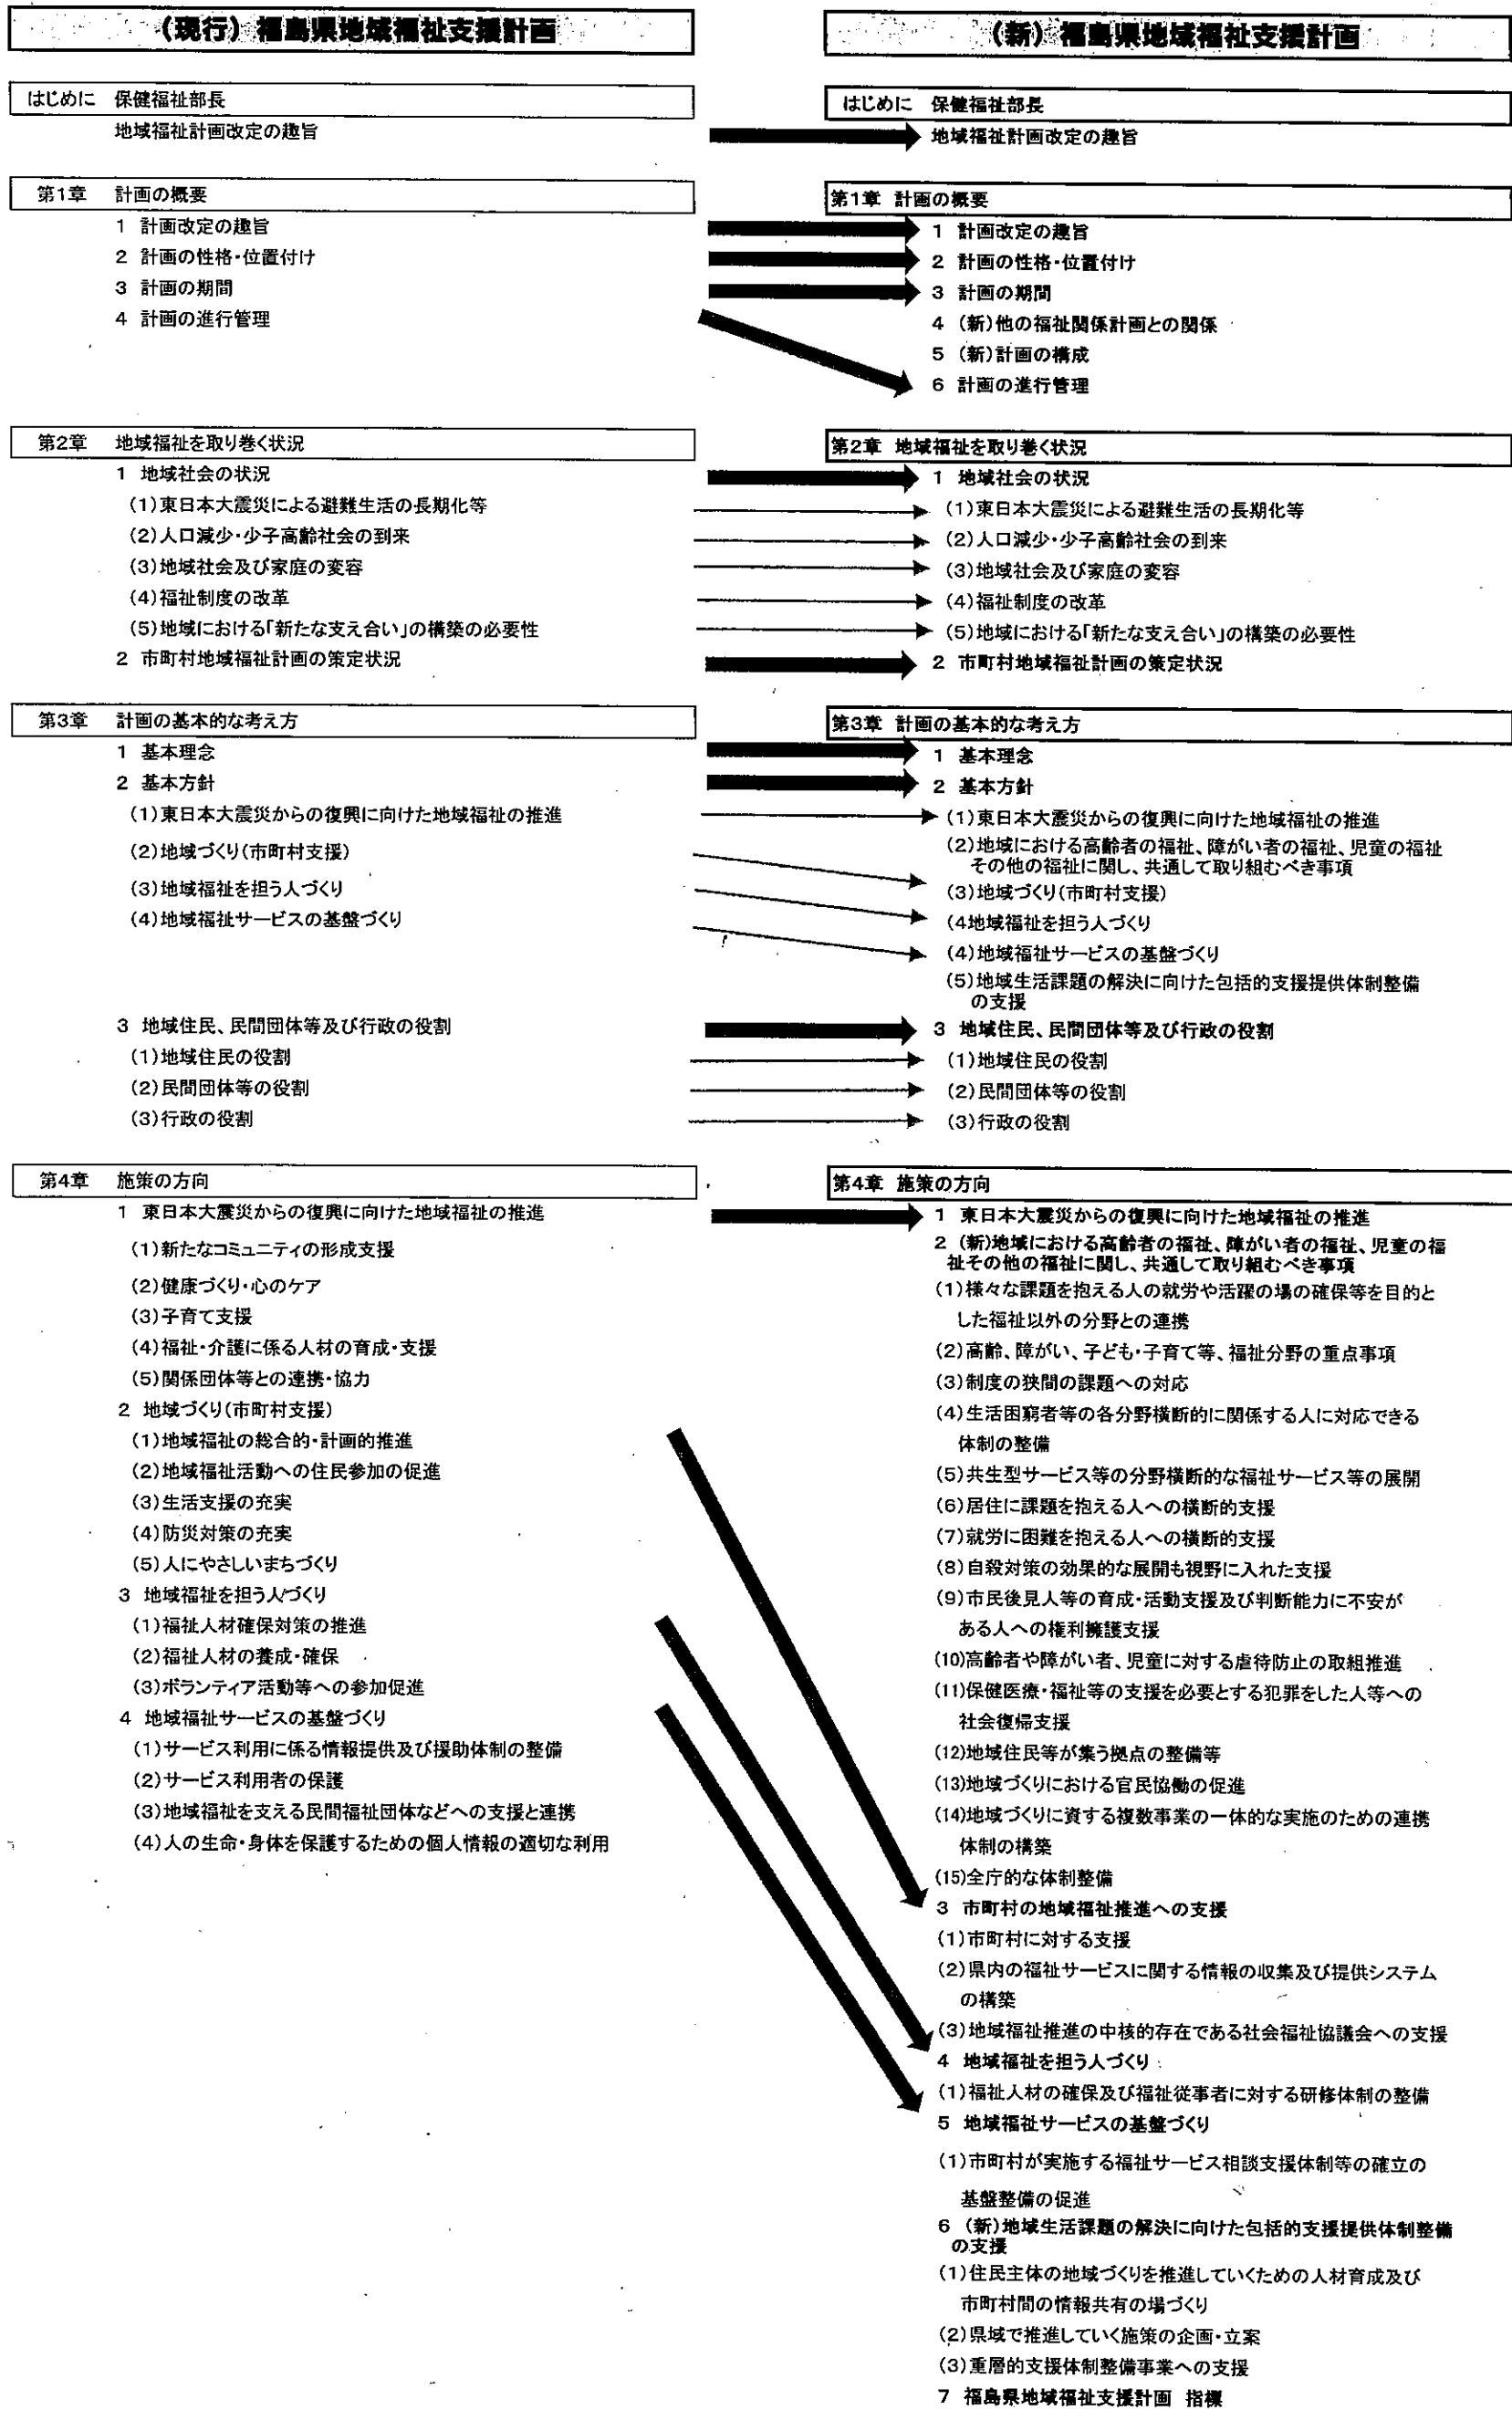 (現行) 福島県地域福祉支援計画
はじめに 保健福祉部長
地域福祉計画改定の趣旨
第1章 計画の概要
1 計画改定の趣旨
2 計画の性格・位置付け
3 計画の期間
4 計画の進行管理
第2章 地域福祉を取り巻く状況
1 地域社会の状況
(1)東日本大震災による避難生活の長期化等
(2)人口減少・少子高齢社会の到来
(3)地域社会及び家庭の変容
(4)福祉制度の改革
(5)地域における「新たな支え合い」の構築の必要性
2 市町村地域福祉計画の策定状況
第3章 計画の基本的な考え方
1 基本理念
2 基本方針
(1)東日本大震災からの復興に向けた地域福祉の推進
(2)地域づくり(市町村支援)
(3)地域福祉を担う人づくり
(4)地域福祉サービスの基盤づくり
3 地域住民、民間団体等及び行政の役割
(1)地域住民の役割
(2)民間団体等の役割
(3)行政の役割
第4章 施策の方向
1 東日本大震災からの復興に向けた地域福祉の推進
(1)新たなコミュニティの形成支援
(2)健康づくり・心のケア
(3)子育て支援
(4)福祉・介護に係る人材の育成・支援
(5)関係団体等との連携・協力
2 地域づくり(市町村支援)
(1)地域福祉の総合的・計画的推進
(2)地域福祉活動への住民参加の促進
(3)生活支援の充実
(4)防災対策の充実
(5)人にやさしいまちづくり
3 地域福祉を担う人づくり
(1)福祉人材確保対策の推進
(2)福祉人材の養成・確保
(3)ボランティア活動等への参加促進
4 地域福祉サービスの基盤づくり
(1)サービス利用に係る情報提供及び援助体制の整備
(2)サービス利用者の保護
(3)地域福祉を支える民間福祉団体などへの支援と連携
(4)人の生命・身体を保護するための個人情報の適切な利用
(新) 福島県地域福祉支援計画
はじめに 保健福祉部長
地域福祉計画改定の趣旨
第1章 計画の概要
1 計画改定の趣旨
2 計画の性格・位置付け
3 計画の期間
4 (新)他の福祉関係計画との関係
5 (新)計画の構成
6 計画の進行管理
第2章 地域福祉を取り巻く状況
1 地域社会の状況
(1)東日本大震災による避難生活の長期化等
(2)人口減少・少子高齢社会の到来
(3)地域社会及び家庭の変容
(4)福祉制度の改革
(5)地域における「新たな支え合い」の構築の必要性
2 市町村地域福祉計画の策定状況
第3章 計画の基本的な考え方
1 基本理念
2 基本方針
(1)東日本大震災からの復興に向けた地域福祉の推進
(2)地域における高齢者の福祉、障がい者の福祉、児童の福祉
その他の福祉に関し、共通して取り組むべき事項
(3)地域づくり(市町村支援)
(4地域福祉を担う人づくり
(4)地域福祉サービスの基盤づくり
(5)地域生活課題の解決に向けた包括的支援提供体制整備
の支援
3 地域住民、民間団体等及び行政の役割
(1)地域住民の役割
(2)民間団体等の役割
(3)行政の役割
第4章 施策の方向
1 東日本大震災からの復興に向けた地域福祉の推進
2 (新)地域における高齢者の福祉、障がい者の福祉、児童の福
祉その他の福祉に関し、共通して取り組むべき事項
(1)様々な課題を抱える人の就労や活躍の場の確保等を目的と
した福祉以外の分野との連携
(2)高齢、障がい、子ども・子育て等、福祉分野の重点事項
(3)制度の狭間の課題への対応
(4)生活困窮者等の各分野横断的に関係する人に対応できる
体制の整備
(5)共生型サービス等の分野横断的な福祉サービス等の展開
(6)居住に課題を抱える人への横断的支援
(7)就労に困難を抱える人への横断的支援
(8)自殺対策の効果的な展開も視野に入れた支援
(9)市民後見人等の育成・活動支援及び判断能力に不安が
ある人への権利擁護支援
(10)高齢者や障がい者、児童に対する虐待防止の取組推進
(11)保健医療・福祉等の支援を必要とする犯罪をした人等への
社会復帰支援
(12)地域住民等が集う拠点の整備等
(13)地域づくりにおける官民協働の促進
(14)地域づくりに資する複数事業の一体的な実施のための連携
体制の構築
(15)全庁的な体制整備
3 市町村の地域福祉推進への支援
(1)市町村に対する支援
(2)県内の福祉サービスに関する情報の収集及び提供システム
の構築
(3)地域福祉推進の中核的存在である社会福祉協議会への支援
4 地域福祉を担う人づくり
(1)福祉人材の確保及び福祉従事者に対する研修体制の整備
5 地域福祉サービスの基盤づくり
(1)市町村が実施する福祉サービス相談支援体制等の確立の
基盤整備の促進
6 (新)地域生活課題の解決に向けた包括的支援提供体制整備
の支援
(1)住民主体の地域づくりを推進していくための人材育成及び
市町村間の情報共有の場づくり
(2)県域で推進していく施策の企画・立案
(3)重層的支援体制整備事業への支援
7 福島県地域福祉支援計画 指標